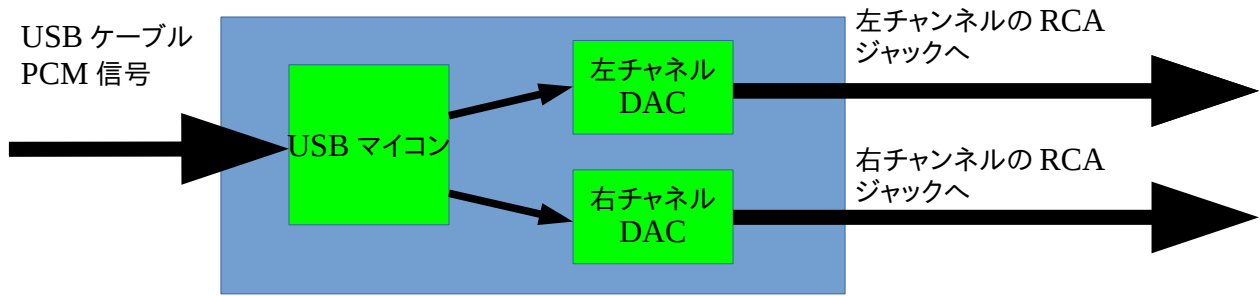 USB ケーブル
PCM 信号
USB マイコン
左チャネル
DAC
右チャネル
DAC
左チャンネルの RCA
ジャックへ
右チャンネルの RCA
ジャックへ